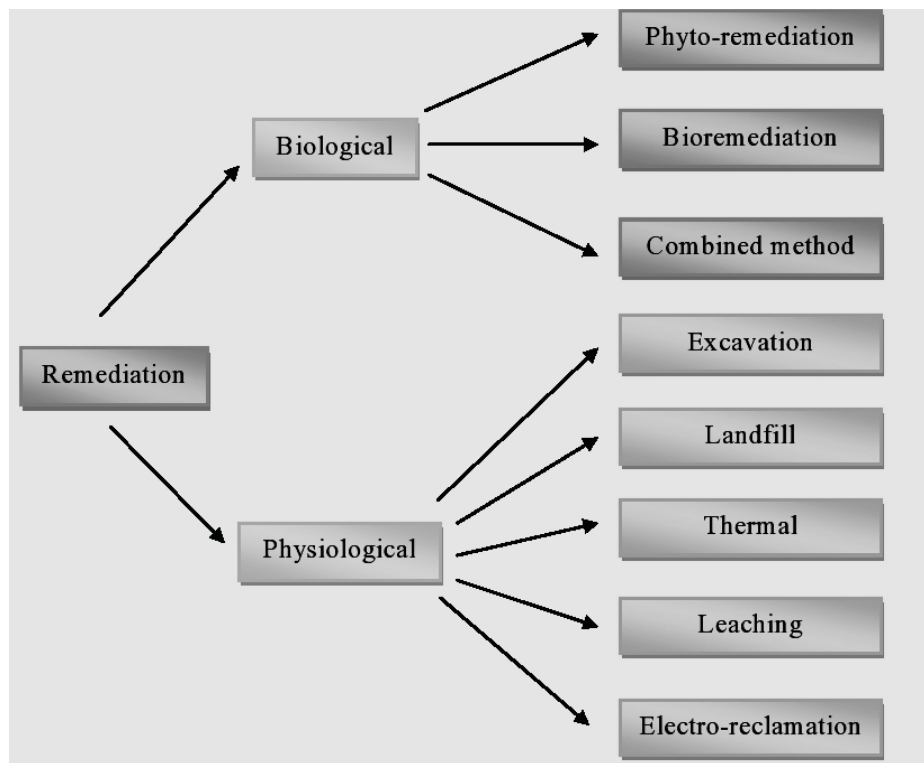 Phyto-remediation
Biological
Bioremediation
Combined method
Remediation
Excavation
Landfill
Thermal
Physiological
Leaching
Electro-reclamation